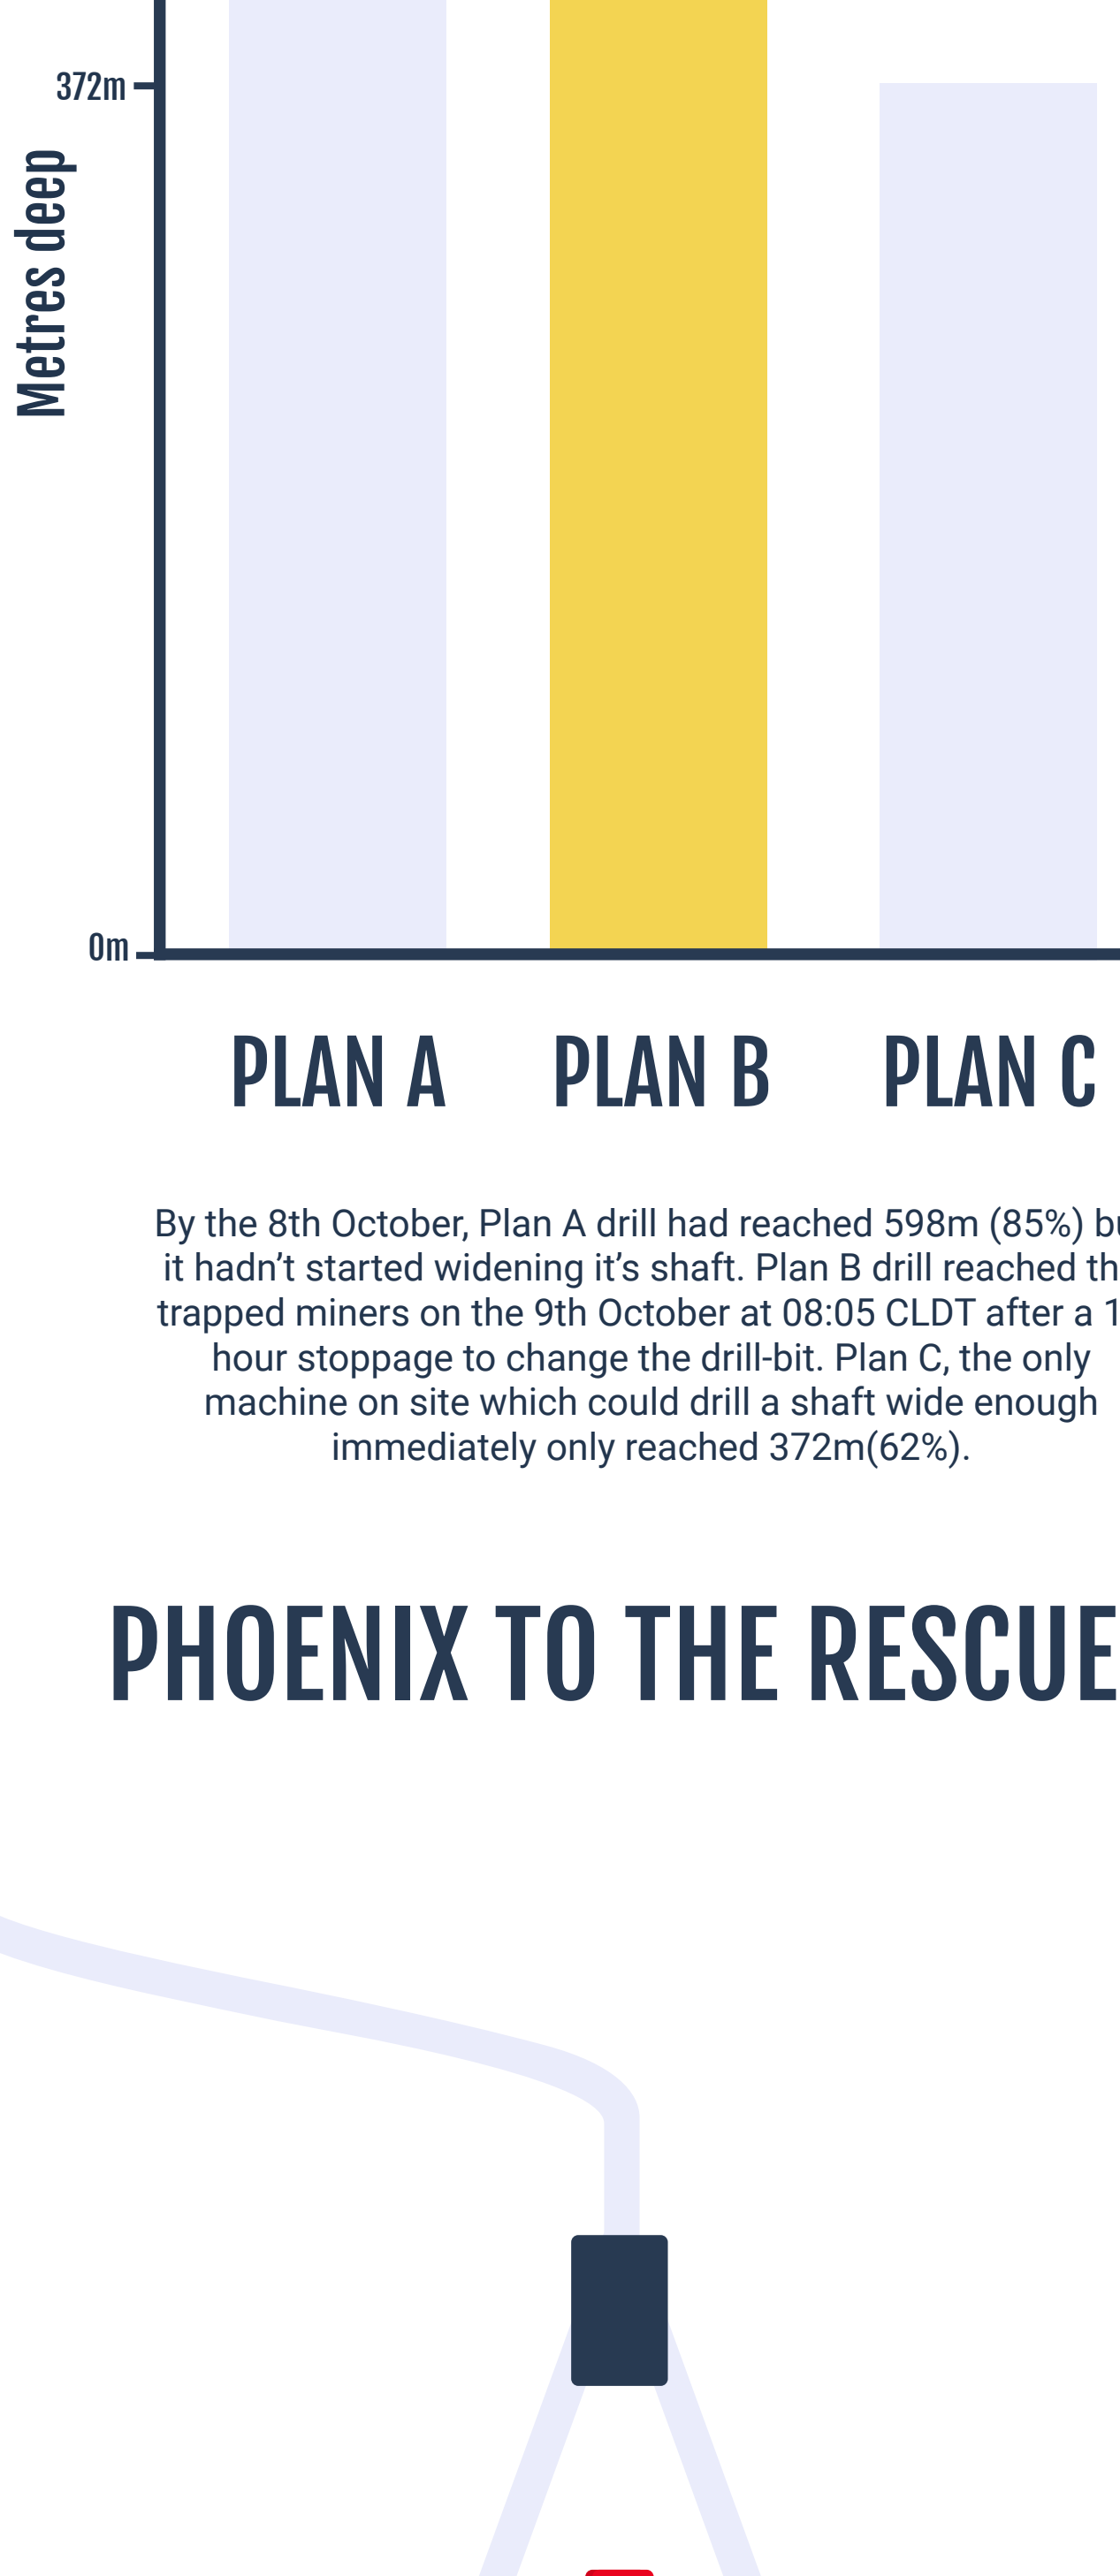 372m
Metres deep
0m
PLAN A PLAN B PLAN C
By the 8th October, Plan A drill had reached 598m (85%)
it hadn’t started widening it’s shaft. Plan B drill reached
trapped miners on the 9th October at 08:05 CLDT after a
hour stoppage to change the drill-bit. Plan C, the only
machine on site which could drill a shaft wide enough
immediately only reached 372m(62%).
PHOENIX TO THE RESCUE